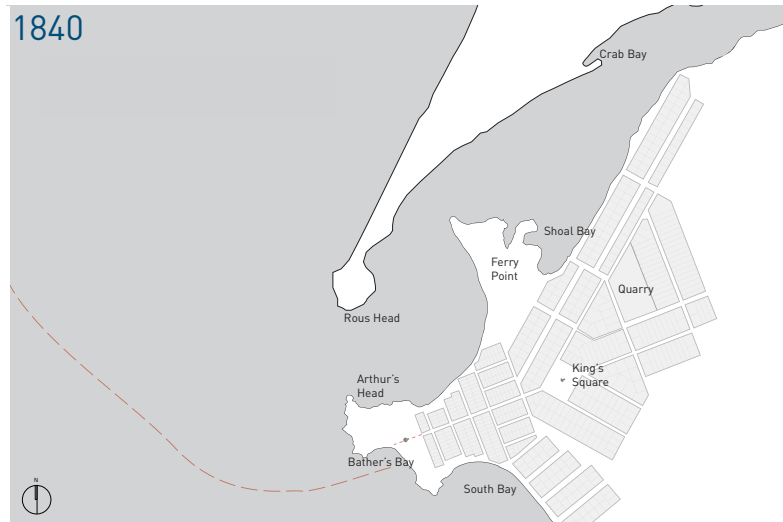 1840
Crab Bay
Shoal Bay
Ferry
Point
Quarry
Rous Head
King's
Square
Arthur's
Head
Bather's Bay
South Bay
N